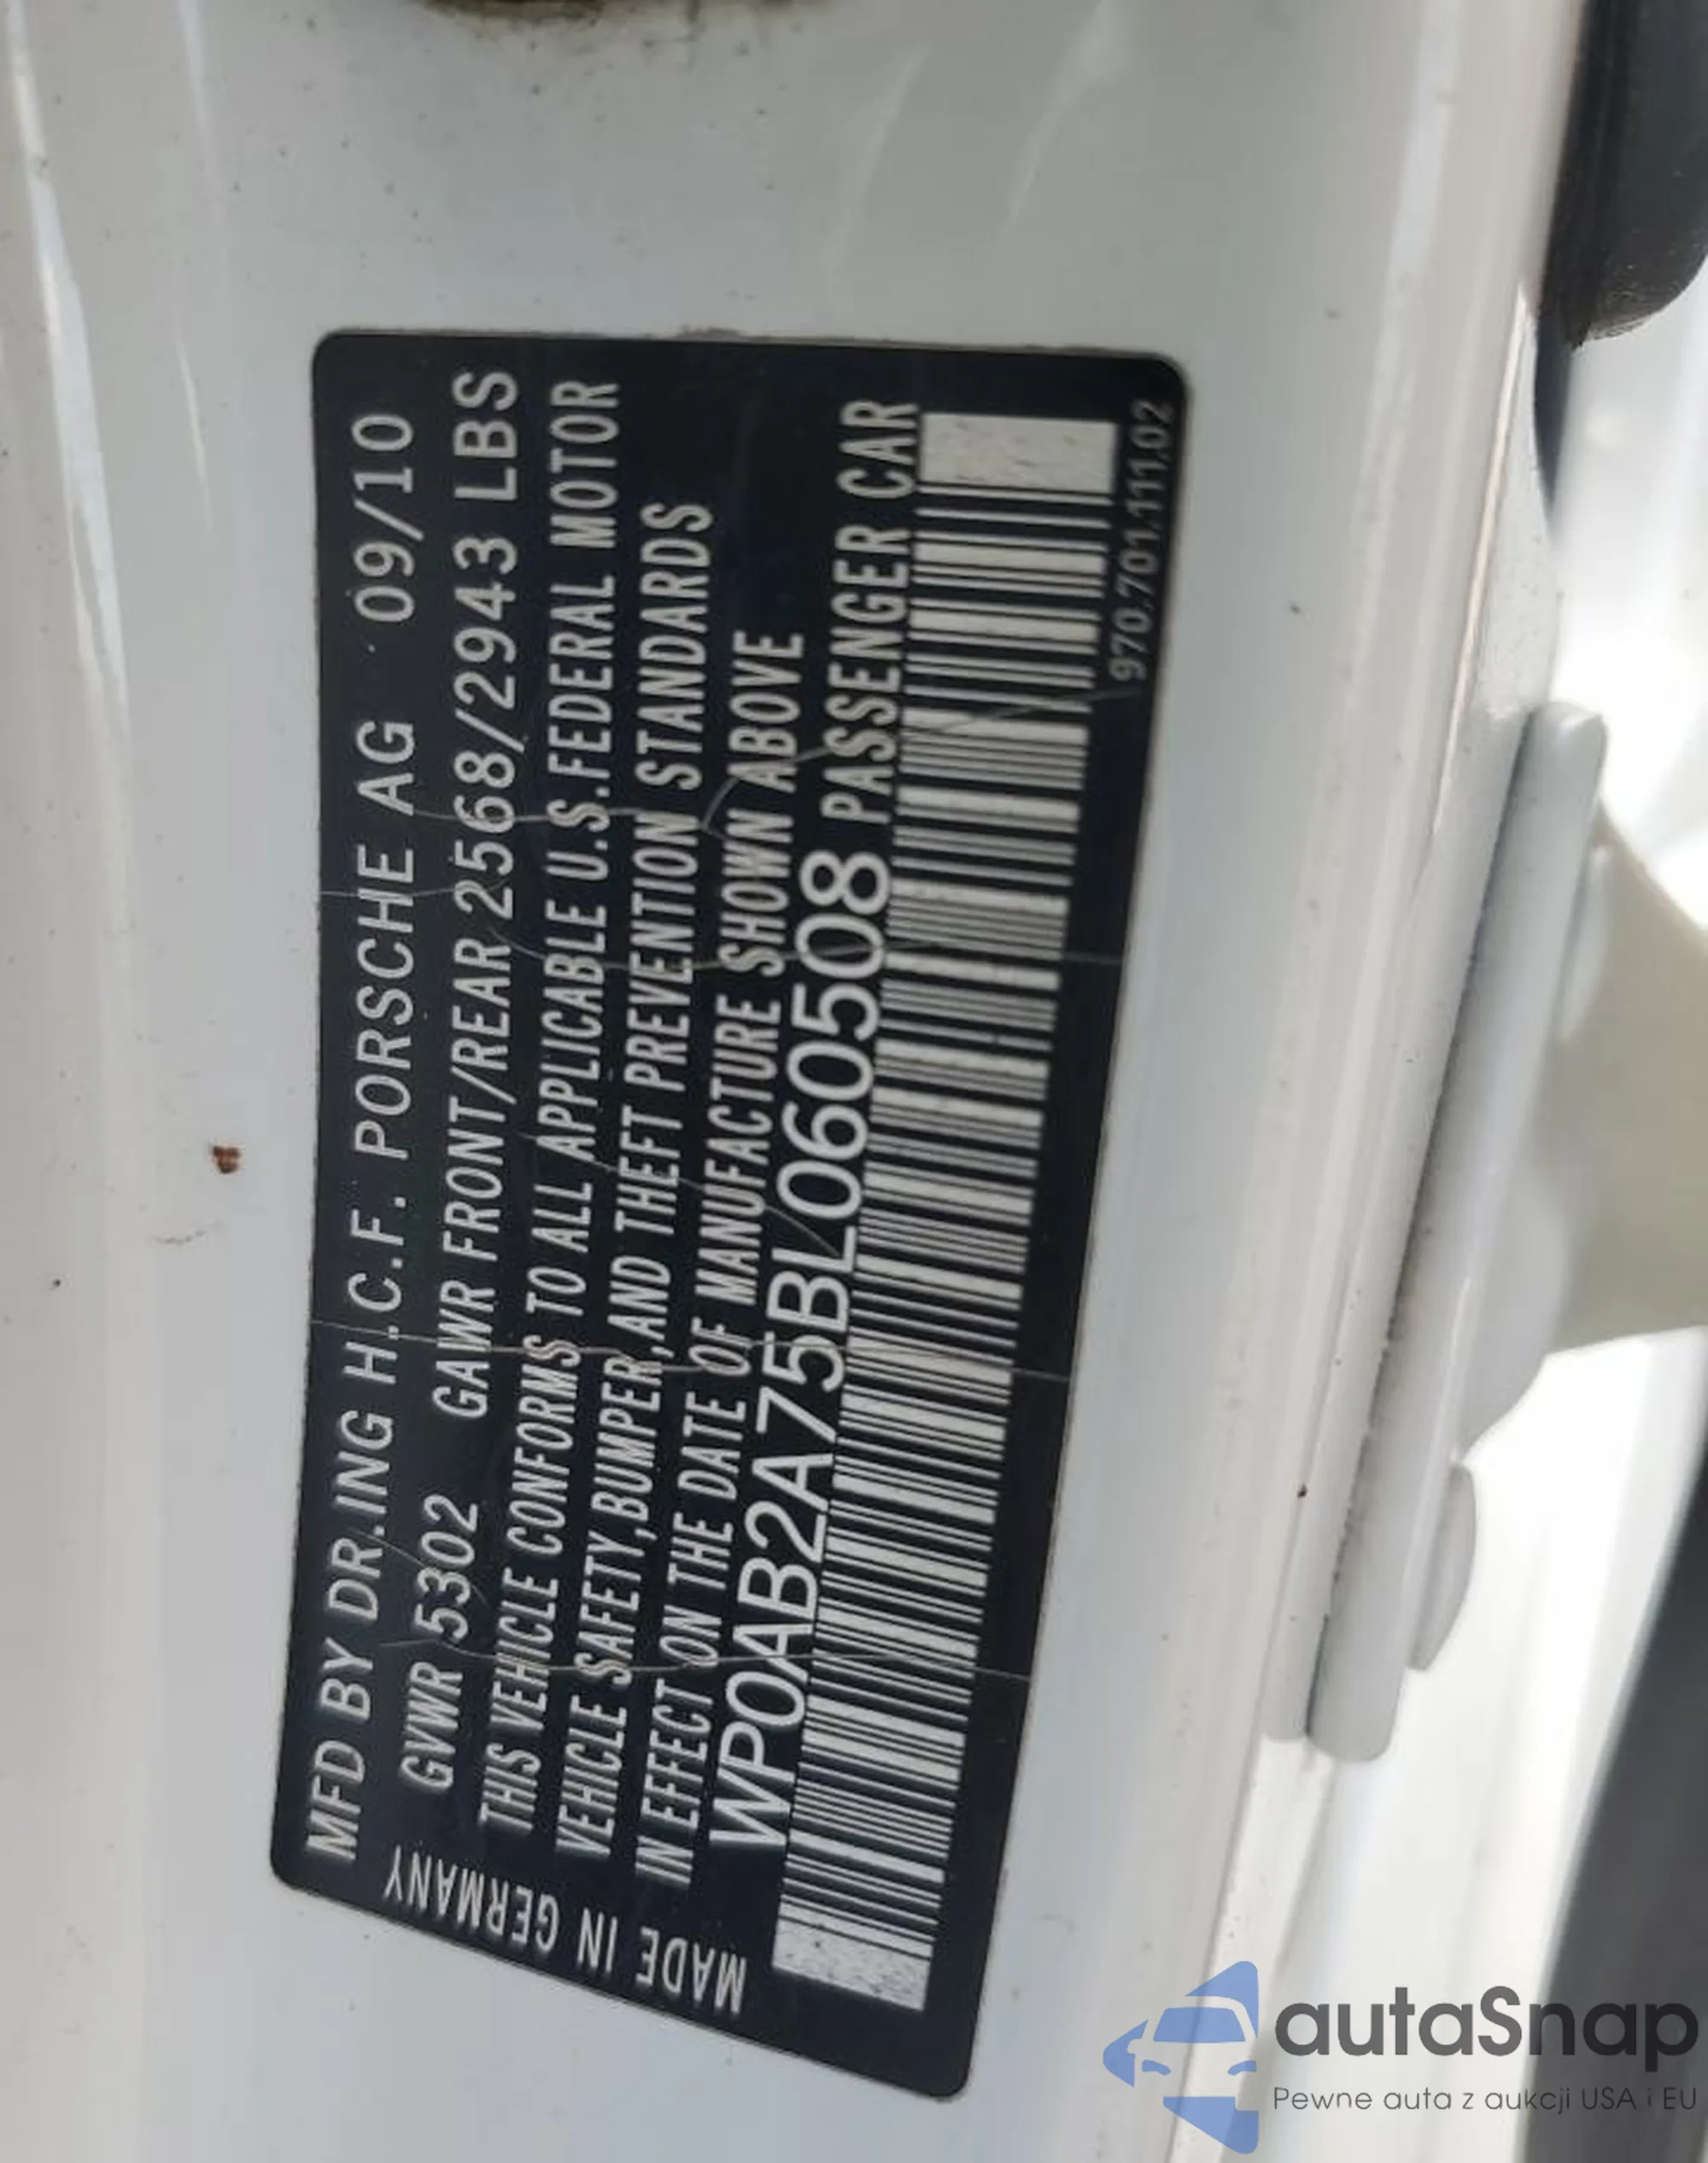 MFD BY DR.ING H.C.F. PORSCHE AG 09/10
GVWR 5302 GAWR FRONT/REAR 2568/2943 LBS
THIS VEHICLE CONFORMS TO ALL APPLICABLE U.S.FEDERAL MOTOR
VEHICLE SAFETY,BUMPER,AND THEFT PREVENTION STANDARDS
IN EFFECT ON THE DATE OF MANUFACTURE SHOWN ABOVE
WP0AB2A75BL060508 PASSENGER CAR
970.701.111.02
MADE IN GERMANY
autaSnap
Pewne auta z aukcji USA i EU